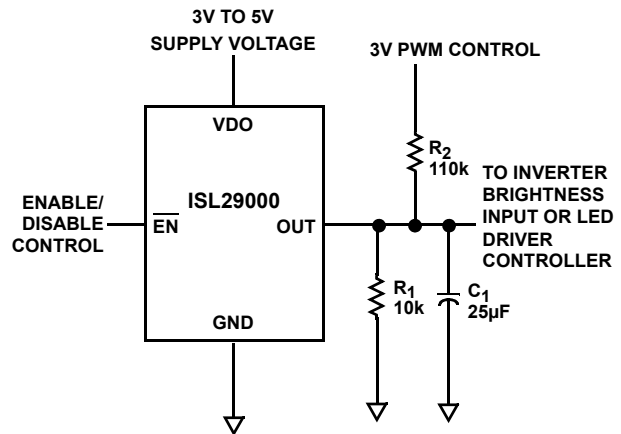 3V TO 5V
SUPPLY VOLTAGE
3V PWM CONTROL
VDO
R2
110k
TO INVERTER
BRIGHTNESS
INPUT OR LED
DRIVER
CONTROLLER
ENABLE/
DISABLE
CONTROL
ISL29000
EN
OUT
R1
10k
C1
25µF
GND